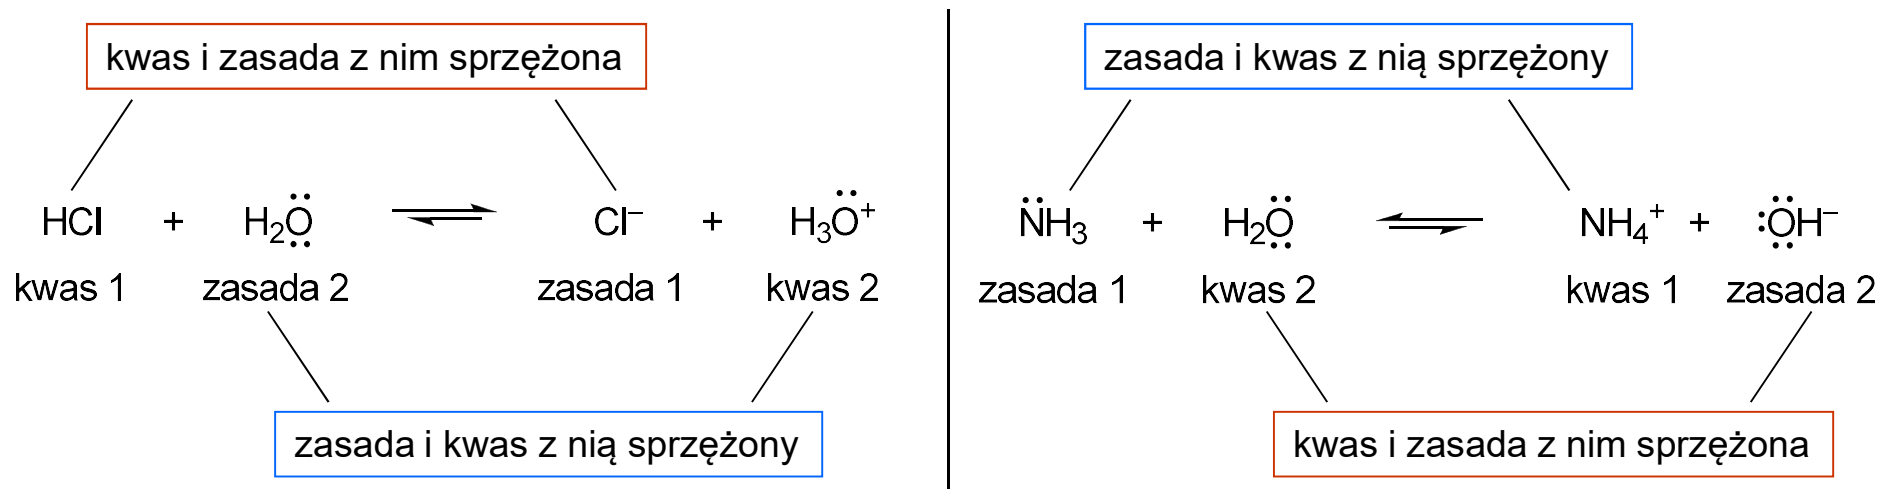 kwas i zasada z nim sprzężona
HCl + H₂O ⇌ Cl⁻ + H₃O⁺
kwas 1 zasada 2 zasada 1 kwas 2
zasada i kwas z nią sprzężony
zasada i kwas z nią sprzężony
NH₃ + H₂O ⇌ NH₄⁺ + OH⁻
zasada 1 kwas 2 kwas 1 zasada 2
kwas i zasada z nim sprzężona